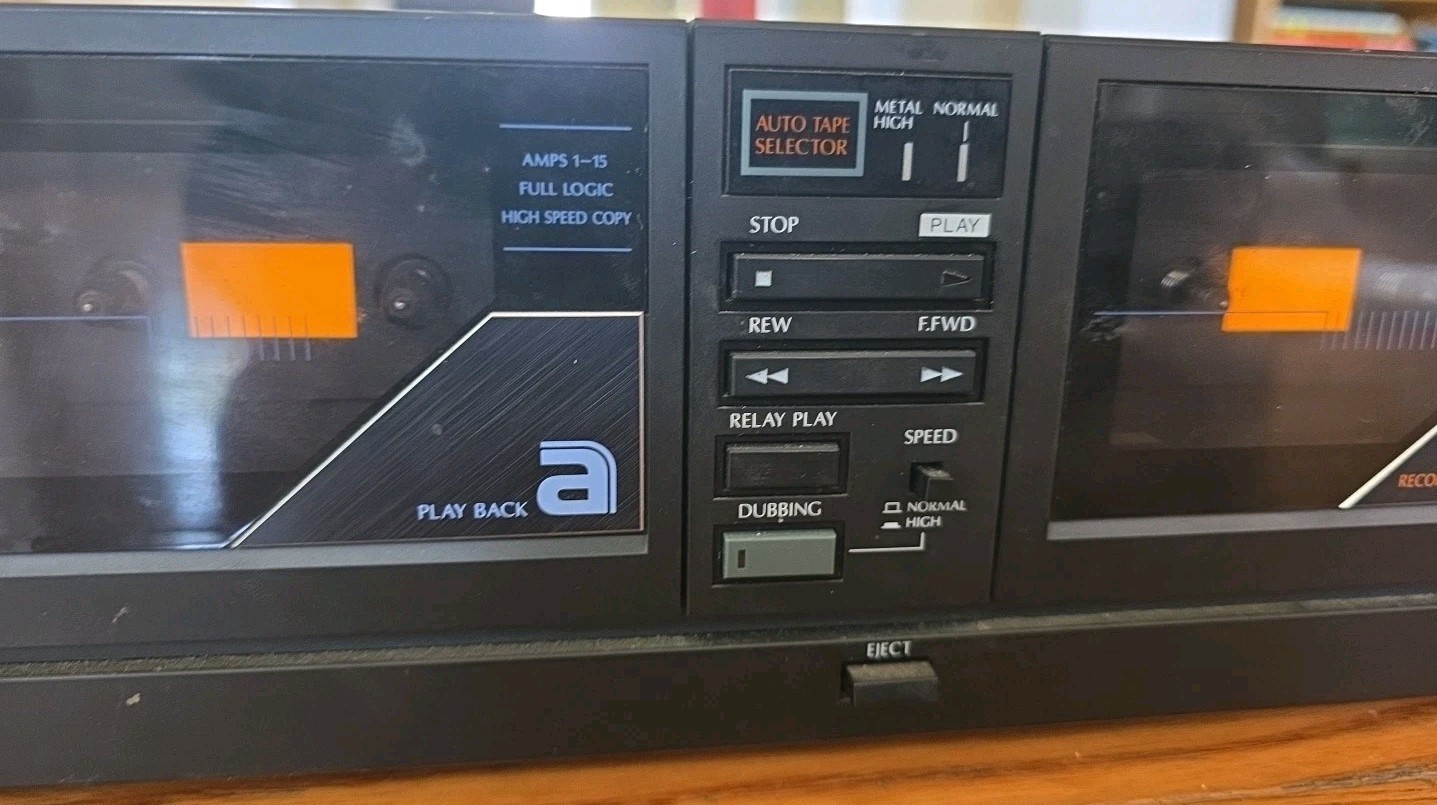 AMPS 1-15
FULL LOGIC
HIGH SPEED COPY
PLAY BACK
a
AUTO TAPE
SELECTOR
METAL
HIGH
NORMAL
STOP
PLAY
REW
F.FWD
RELAY PLAY
SPEED
DUBBING
NORMAL
HIGH
EJECT